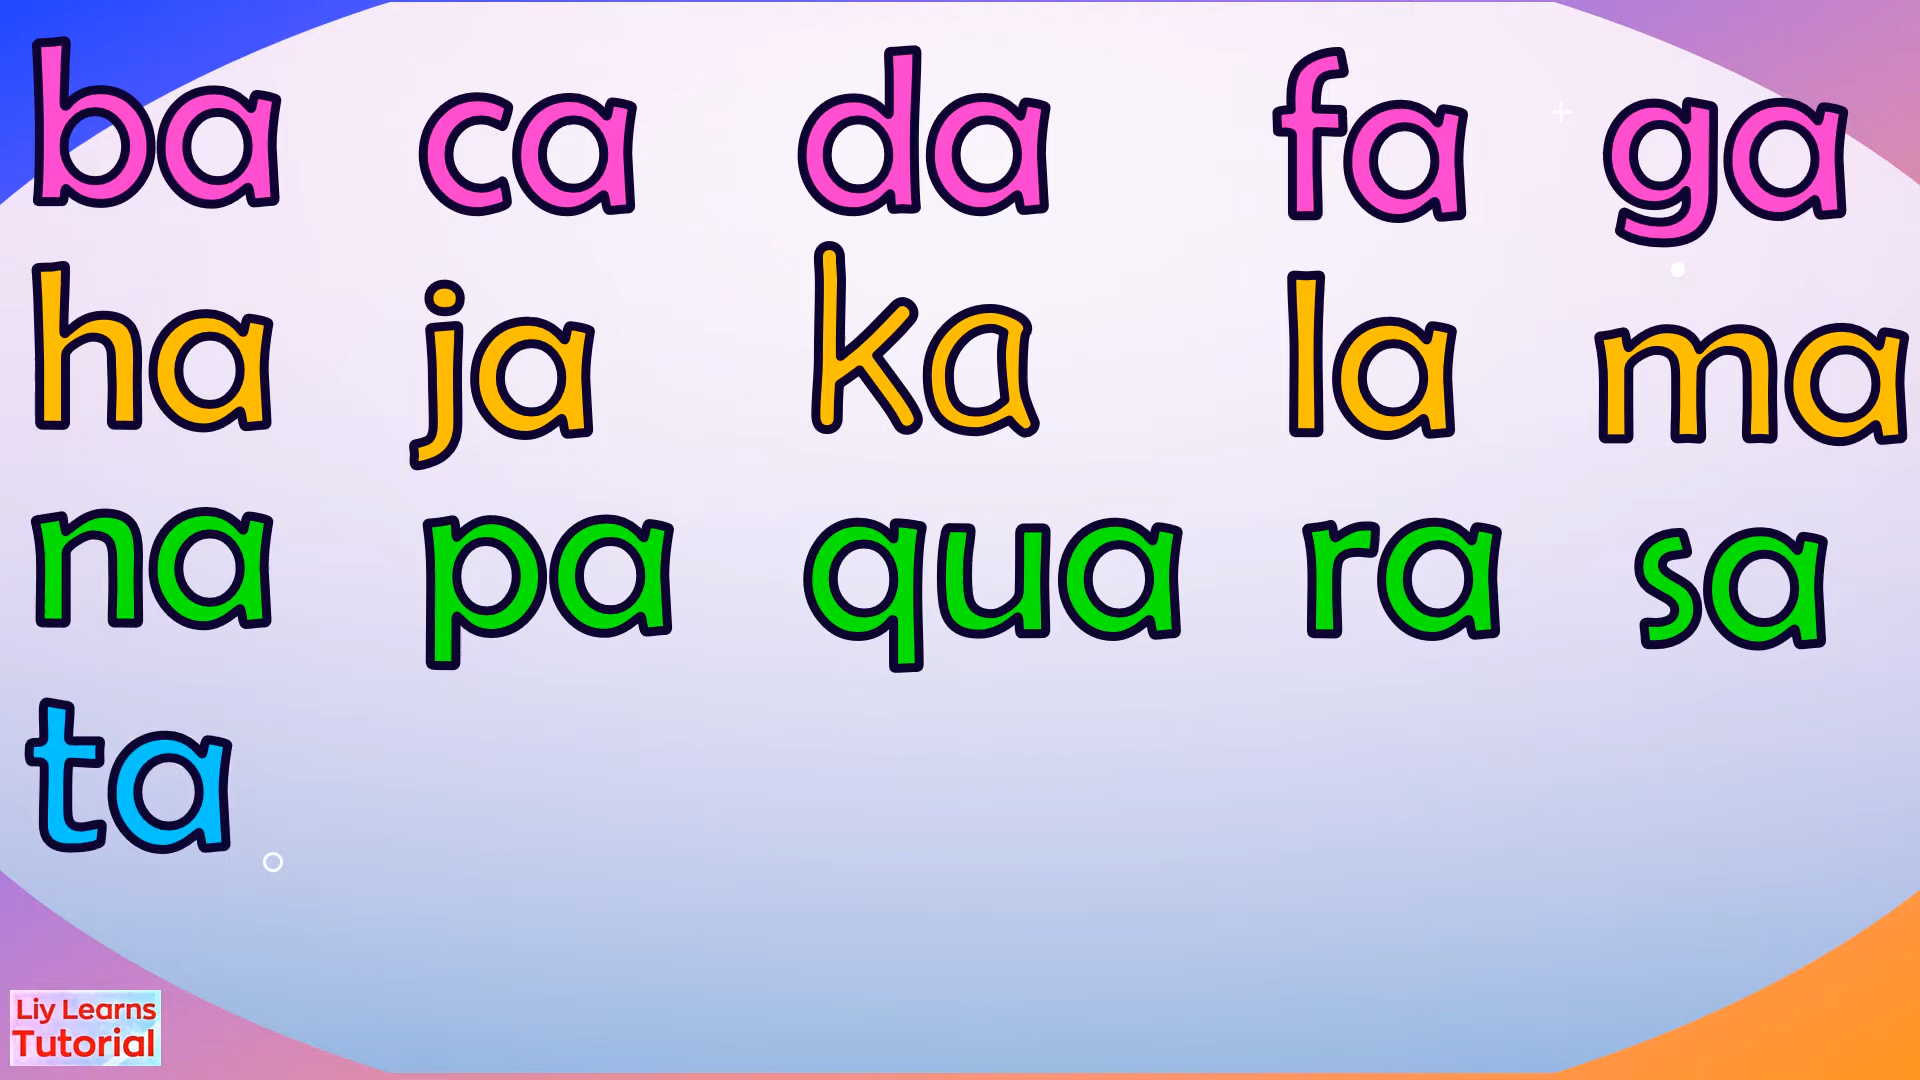 ba ca da fa ga
ha ja ka la ma
na pa qua ra sa
ta
Liy Learns
Tutorial